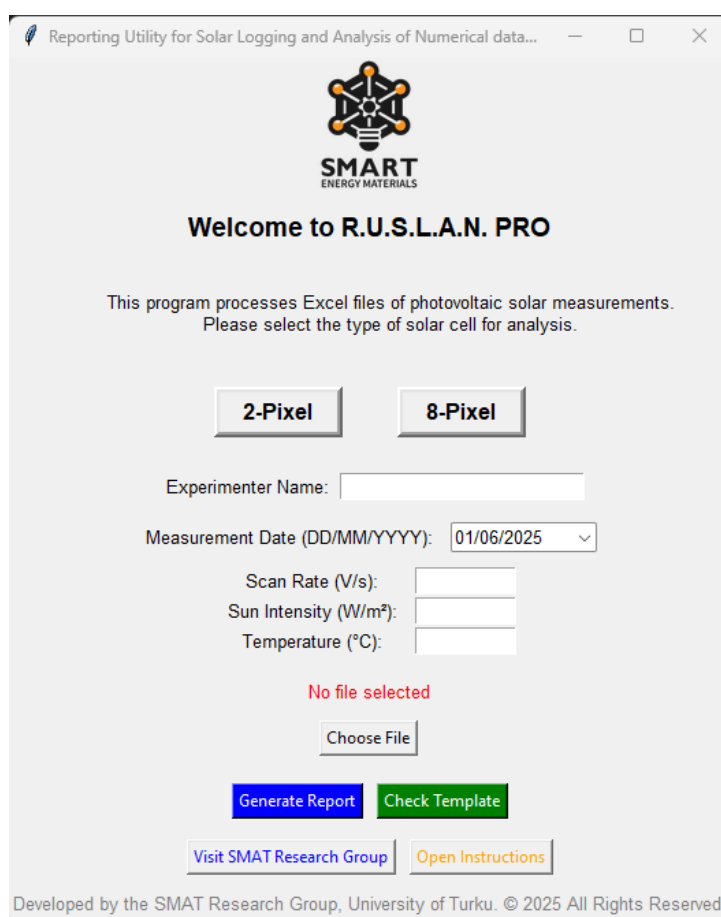 Reporting Utility for Solar Logging and Analysis of Numerical data...
SMART
ENERGY MATERIALS
Welcome to R.U.S.L.A.N. PRO
This program processes Excel files of photovoltaic solar measurements.
Please select the type of solar cell for analysis.
2-Pixel 8-Pixel
Experimenter Name:
Measurement Date (DD/MM/YYYY): 01/06/2025
Scan Rate (V/s):
Sun Intensity (W/m²):
Temperature (°C):
No file selected
Choose File
Generate Report Check Template
Visit SMAT Research Group Open Instructions
Developed by the SMAT Research Group, University of Turku. © 2025 All Rights Reserved